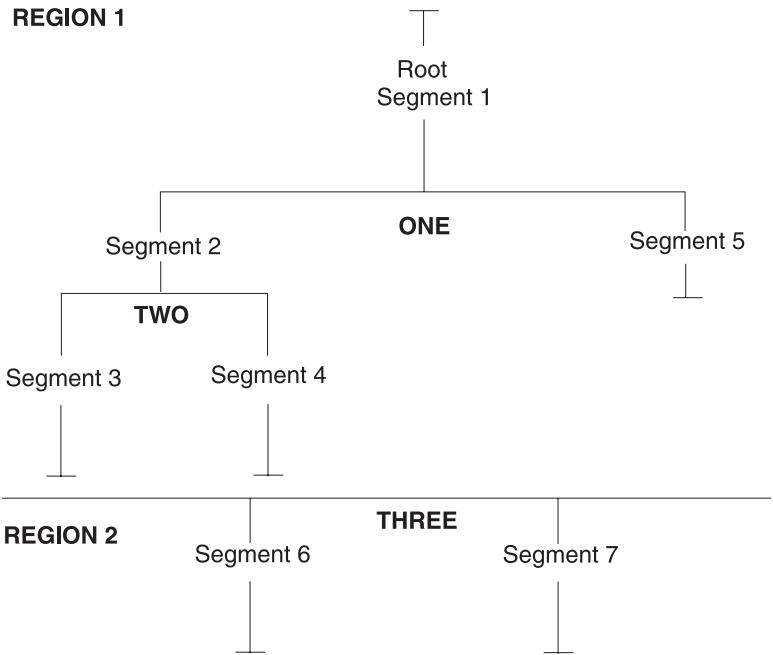 REGION 1
Root
Segment 1
ONE
Segment 2
Segment 5
TWO
Segment 3
Segment 4
THREE
REGION 2
Segment 6
Segment 7